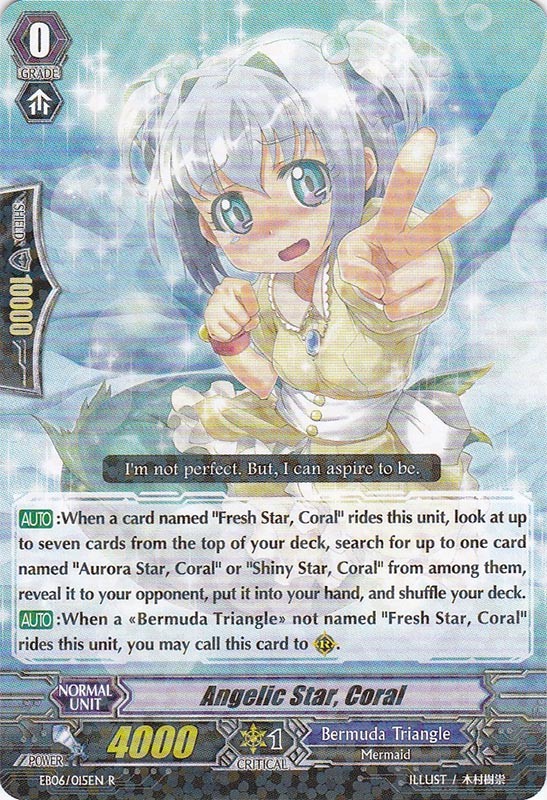 0
GRADE
SHIELD 10000
I'm not perfect. But, I can aspire to be.
AUTO :When a card named "Fresh Star, Coral" rides this unit, look at up
to seven cards from the top of your deck, search for up to one card
named "Aurora Star, Coral" or "Shiny Star, Coral" from among them,
reveal it to your opponent, put it into your hand, and shuffle your deck.
AUTO :When a «Bermuda Triangle» not named "Fresh Star, Coral"
rides this unit, you may call this card to R.
NORMAL
UNIT
Angelic Star, Coral
POWER 4000
1
CRITICAL
Bermuda Triangle
Mermaid
EB06/015EN R
ILLUST / 木村樹崇